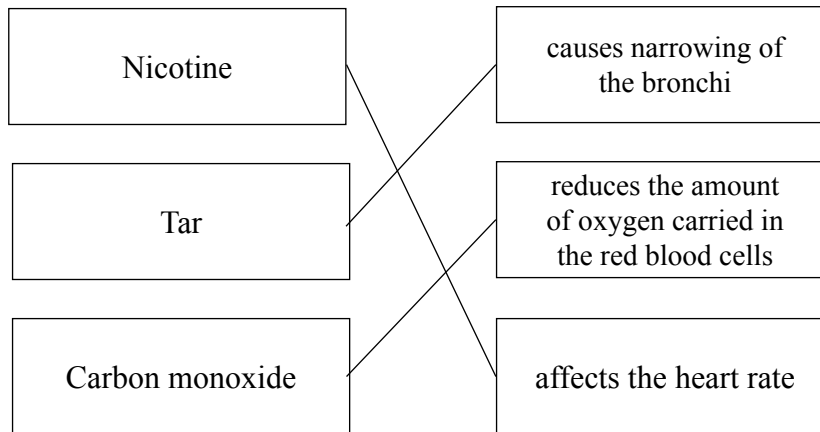 Nicotine
causes narrowing of
the bronchi
Tar
reduces the amount
of oxygen carried in
the red blood cells
Carbon monoxide
affects the heart rate